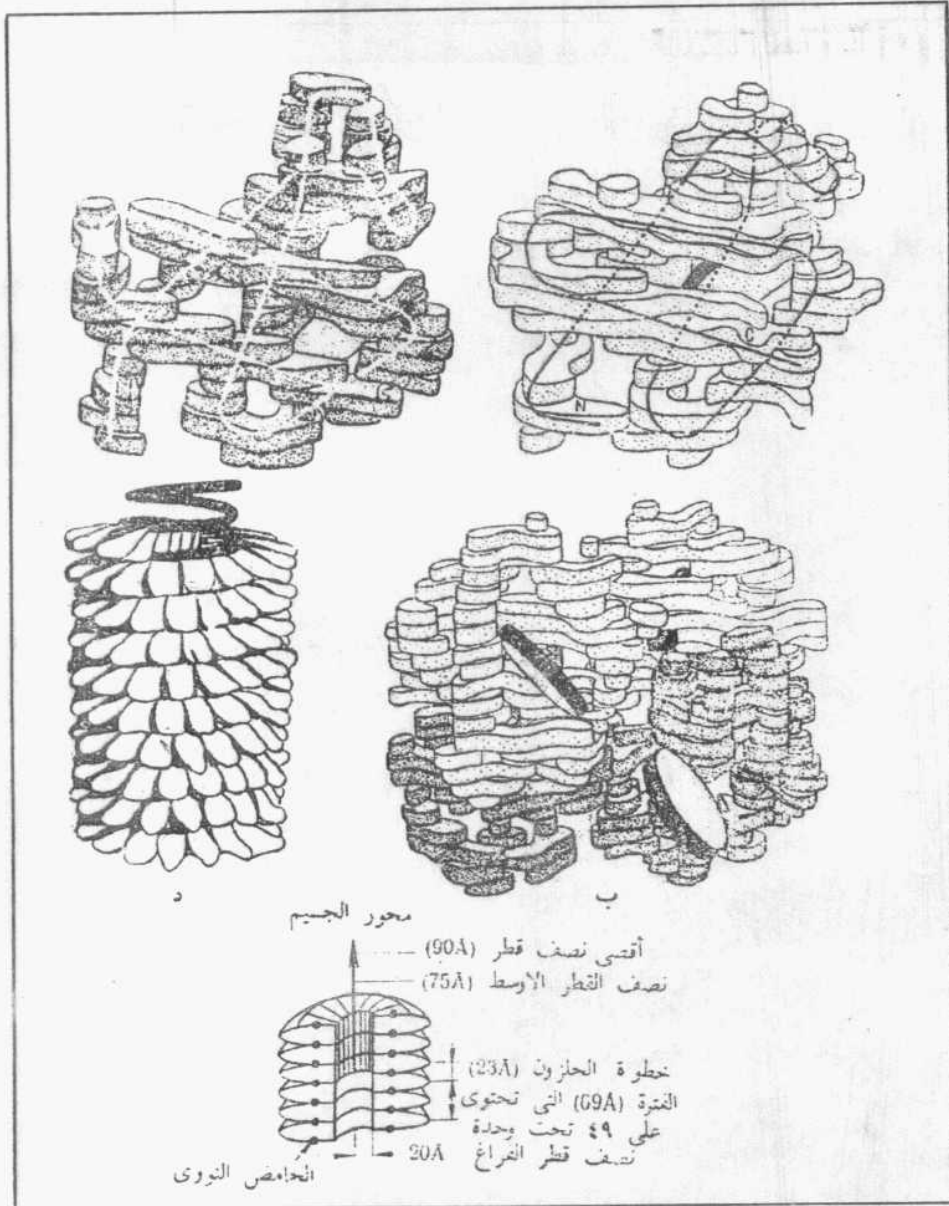 C
N
د
ب
محور الجسيم
أقصى نصف قطر (90A)
نصف القطر الاوسط (75A)
خطوة الحلزون (23A)
الفترة (69A) التى تحتوى
على ٤٩ تحت وحدة
نصف قطر الفراغ 20A
الحامض النووى